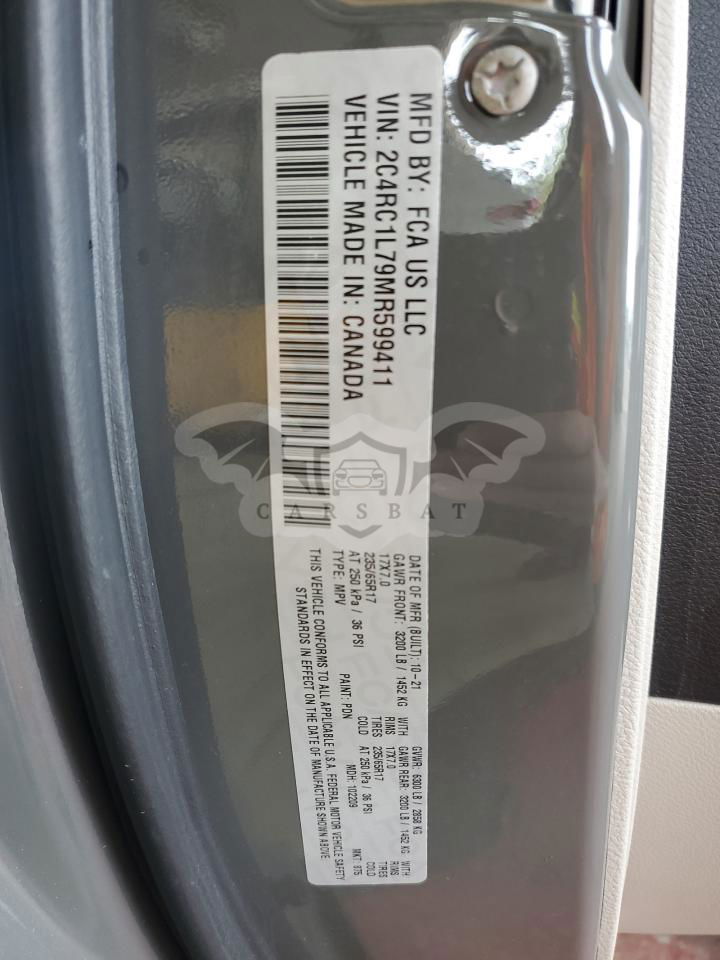 MFD BY: FCA US LLC
VIN: 2C4RC1L79MR599411
VEHICLE MADE IN: CANADA
DATE OF MFR (BUILT): 10-21 GVWR: 6300 LB / 2858 KG
GAWR FRONT: 3200 LB / 1452 KG WITH GAWR REAR: 3200 LB / 1452 KG WITH
17X7.0 RIMS 17X7.0 RIMS
235/65R17 TIRES 235/65R17 TIRES
AT 250 kPa / 36 PSI COLD AT 250 kPa / 36 PSI COLD
TYPE: MPV PAINT: PDN MDH: 102209 MKT: 875
THIS VEHICLE CONFORMS TO ALL APPLICABLE U.S.A. FEDERAL MOTOR VEHICLE SAFETY
STANDARDS IN EFFECT ON THE DATE OF MANUFACTURE SHOWN ABOVE.
CARSBAT